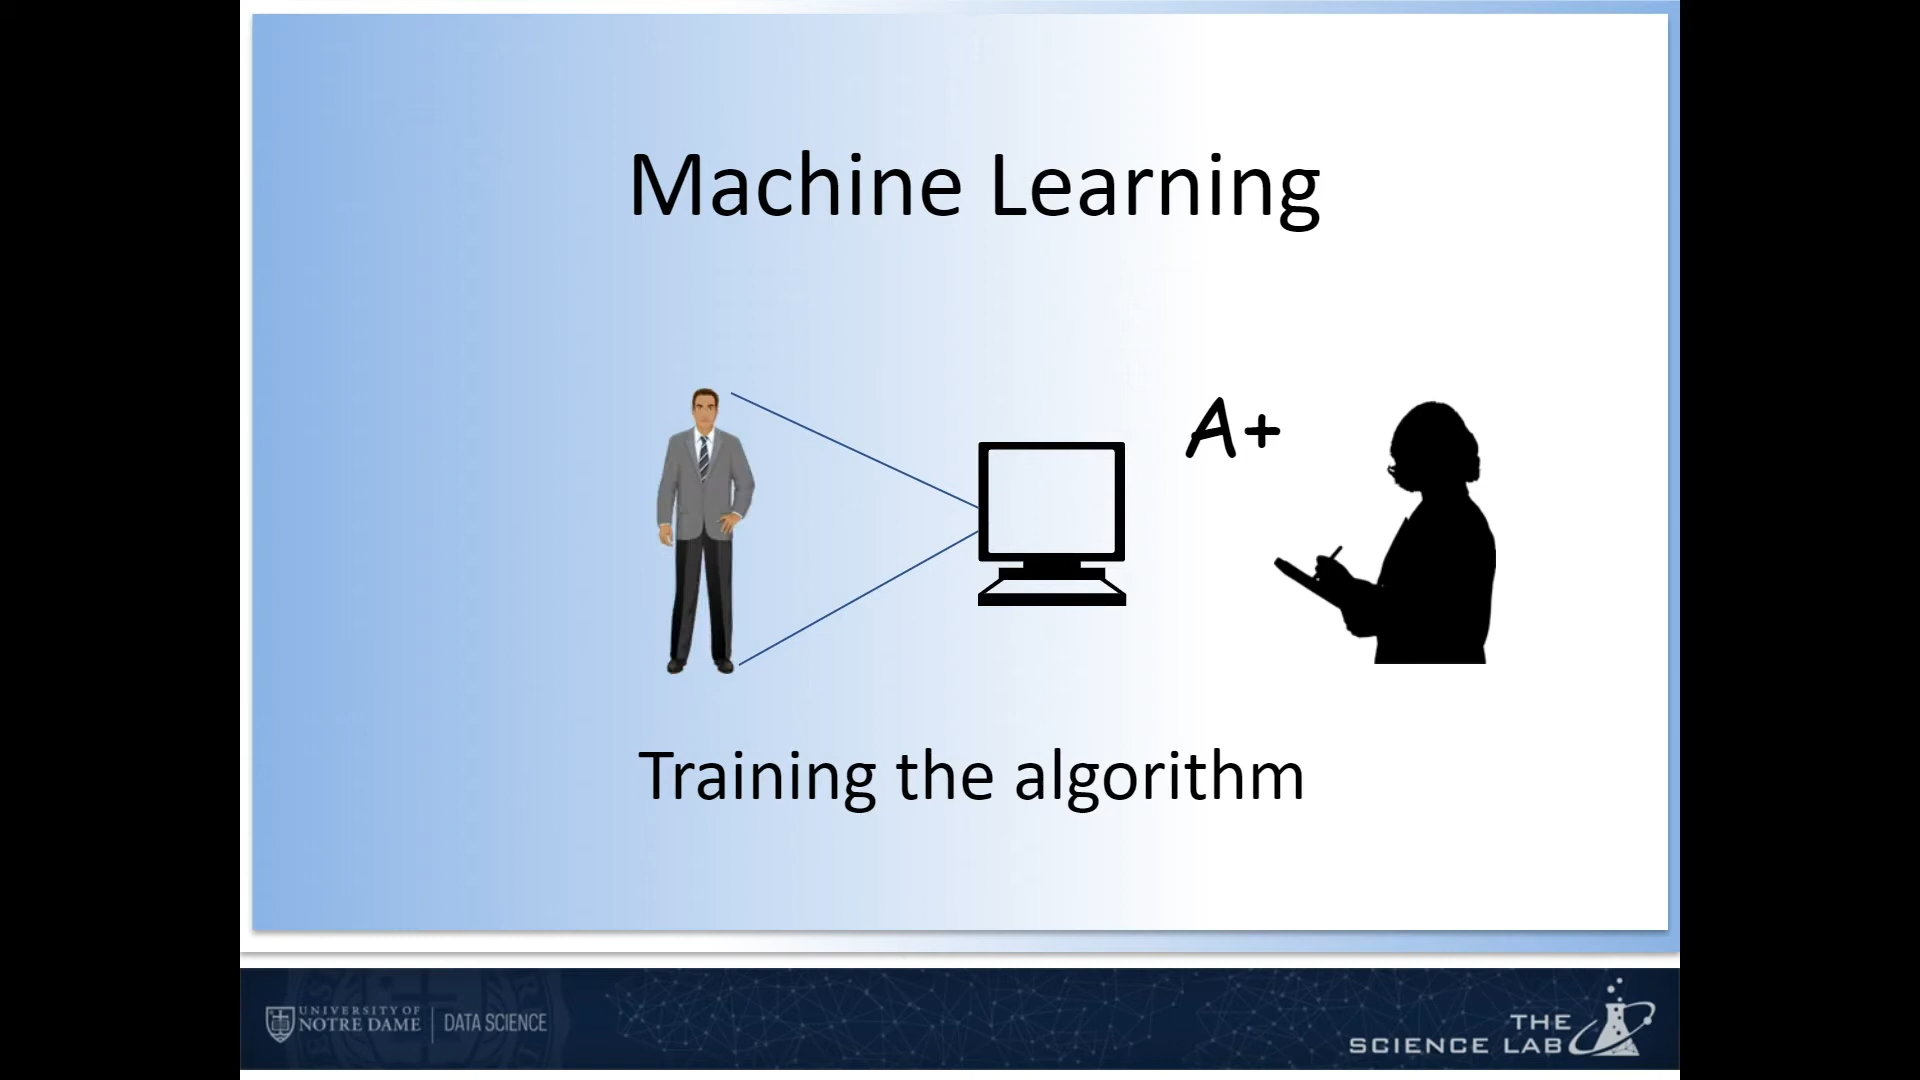 Machine Learning
A+
Training the algorithm
UNIVERSITY OF
NOTRE DAME
DATA SCIENCE
THE
SCIENCE LAB